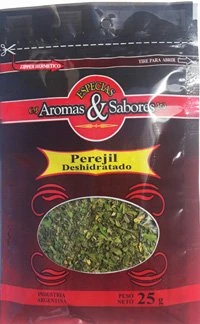 ZIPPER HERMETICO
TIRE PARA ABRIR
ESPECIAS
Aromas & Sabores
Perejil
Deshidratado
INDUSTRIA
ARGENTINA
PESO
NETO 25 g